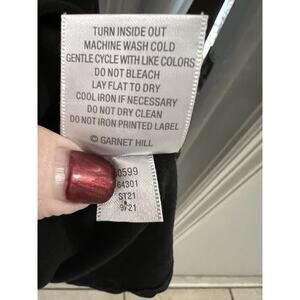 TURN INSIDE OUT
MACHINE WASH COLD
GENTLE CYCLE WITH LIKE COLORS
DO NOT BLEACH
LAY FLAT TO DRY
COOL IRON IF NECESSARY
DO NOT DRY CLEAN
DO NOT IRON PRINTED LABEL
© GARNET HILL
60599
64301
ST21